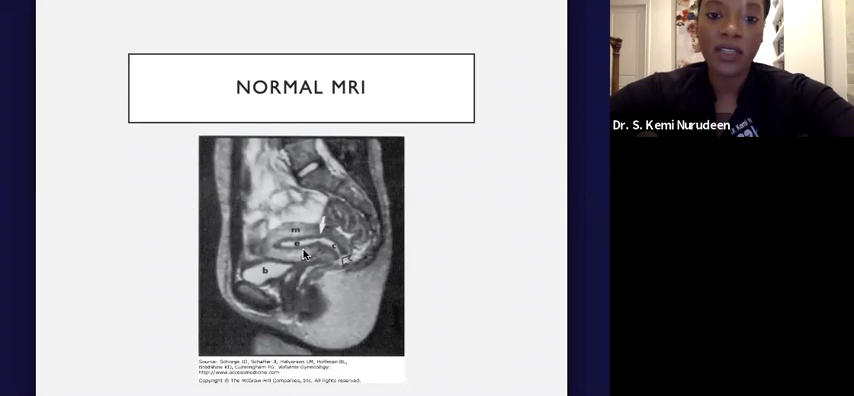 NORMAL MRI
m
e
c
b
Source: Schorge JO, Schaffer JI, Halvorson LM, Hoffman BL,
Bradshaw KD, Cunningham FG: Williams Gynecology:
http://www.accessmedicine.com
Copyright © The McGraw-Hill Companies, Inc. All rights reserved.
Dr. S. Kemi Nurudeen